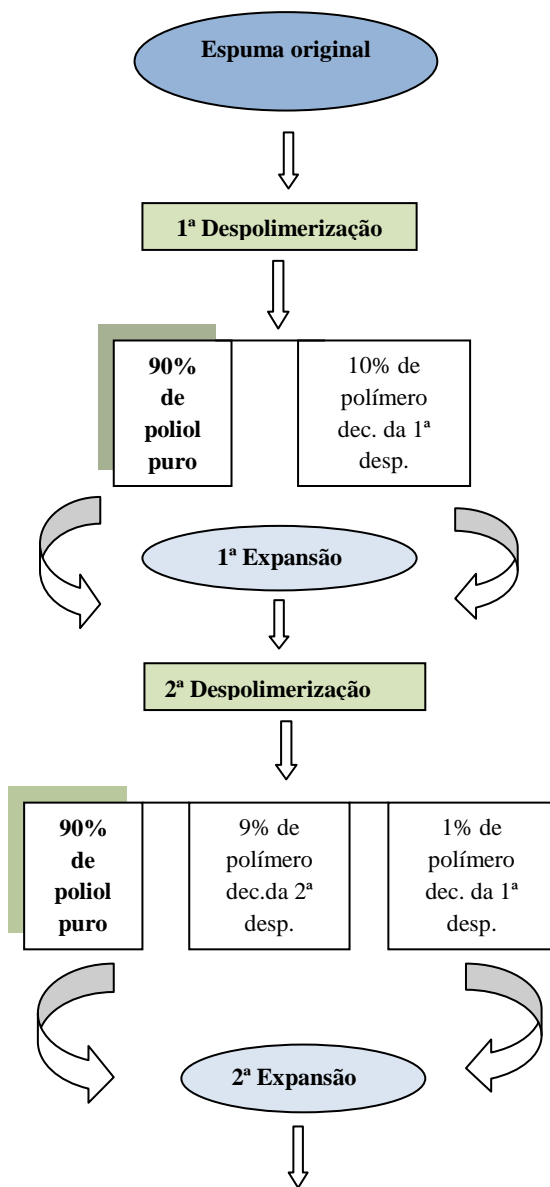 Espuma original
1ª Despolimerização
90%
de
poliol
puro
10% de
polímero
dec. da 1ª
desp.
1ª Expansão
2ª Despolimerização
90%
de
poliol
puro
9% de
polímero
dec.da 2ª
desp.
1% de
polímero
dec. da 1ª
desp.
2ª Expansão